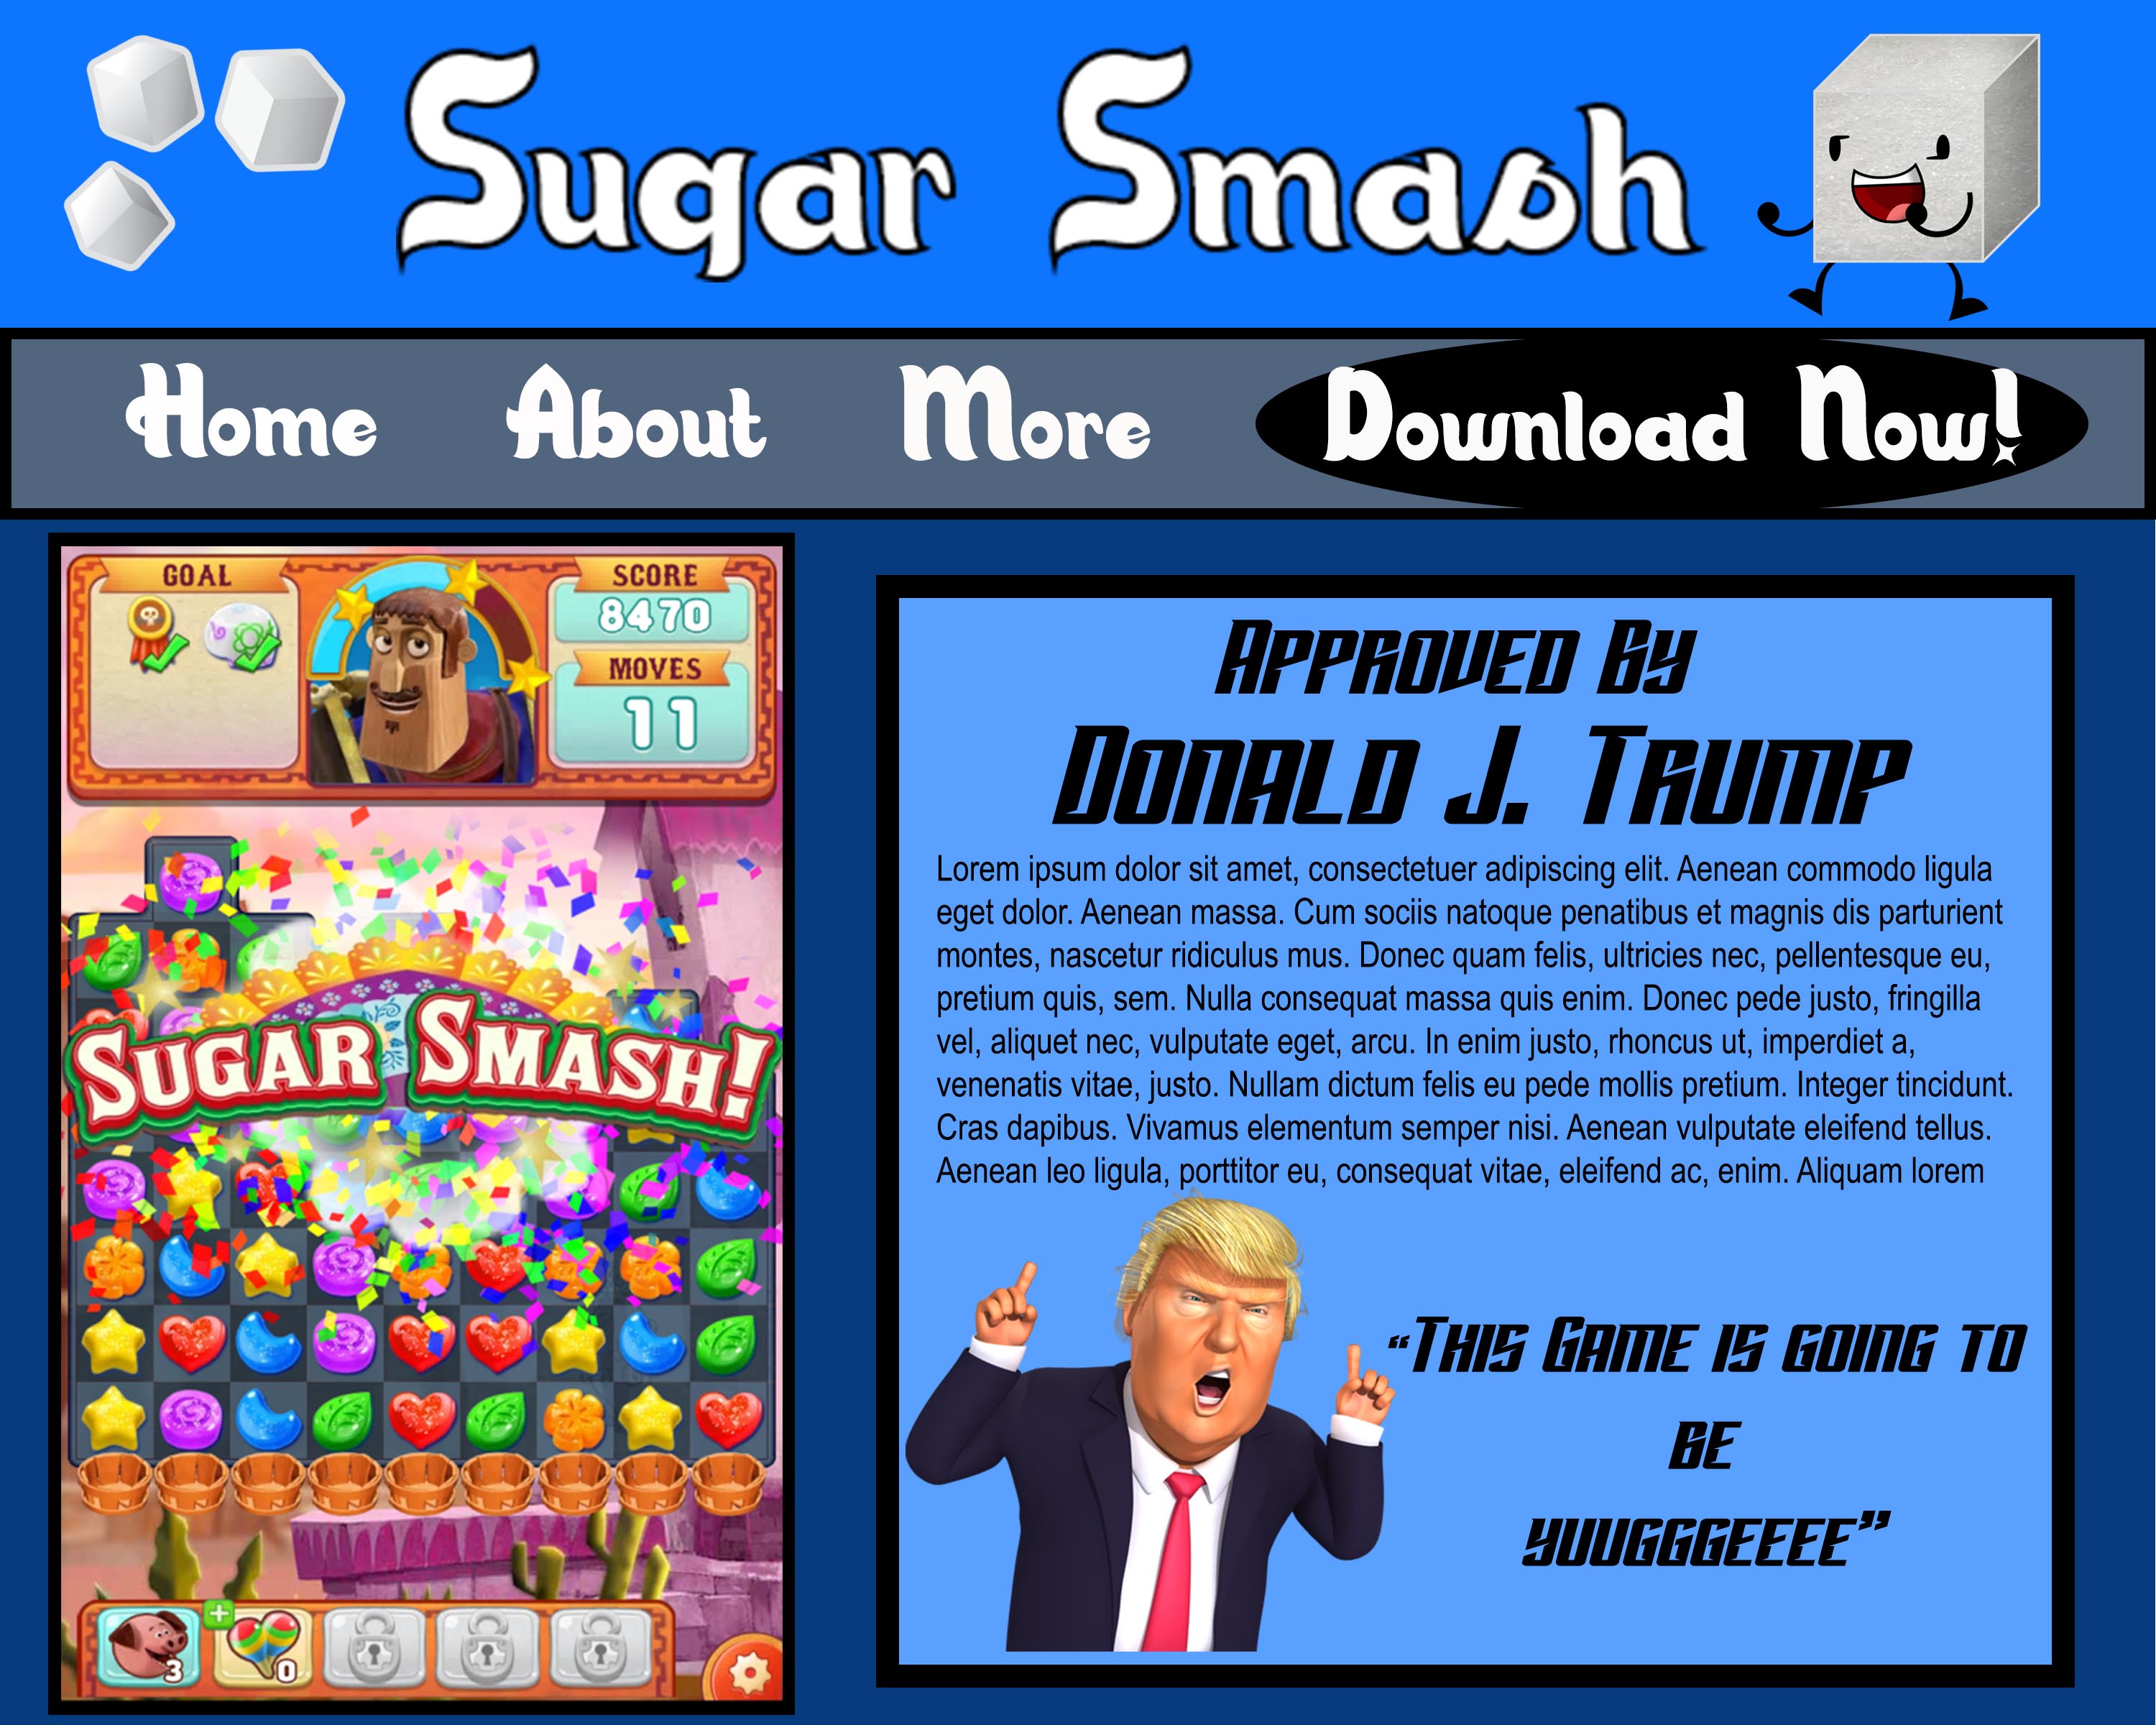 Sugar Smash
Home About More Download Now!
GOAL
SCORE
8470
MOVES
11
SUGAR SMASH!
3
0
Approved By
Donald J. Trump
Lorem ipsum dolor sit amet, consectetuer adipiscing elit. Aenean commodo ligula
eget dolor. Aenean massa. Cum sociis natoque penatibus et magnis dis parturient
montes, nascetur ridiculus mus. Donec quam felis, ultricies nec, pellentesque eu,
pretium quis, sem. Nulla consequat massa quis enim. Donec pede justo, fringilla
vel, aliquet nec, vulputate eget, arcu. In enim justo, rhoncus ut, imperdiet a,
venenatis vitae, justo. Nullam dictum felis eu pede mollis pretium. Integer tincidunt.
Cras dapibus. Vivamus elementum semper nisi. Aenean vulputate eleifend tellus.
Aenean leo ligula, porttitor eu, consequat vitae, eleifend ac, enim. Aliquam lorem
“This Game is going to
be
yuugggeeee”